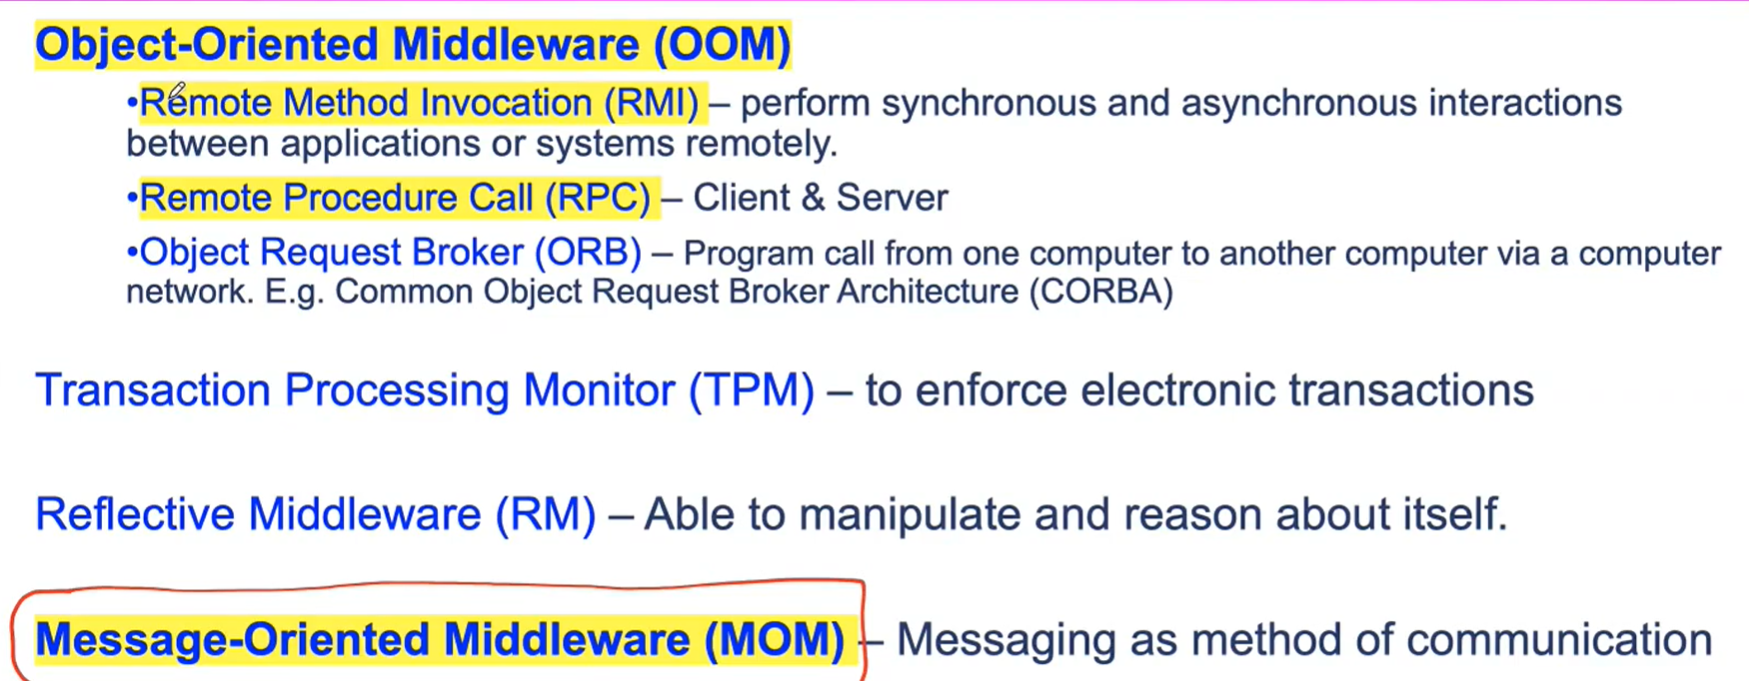 Object-Oriented Middleware (OOM)
•Remote Method Invocation (RMI) – perform synchronous and asynchronous interactions
between applications or systems remotely.
•Remote Procedure Call (RPC) – Client & Server
•Object Request Broker (ORB) – Program call from one computer to another computer via a computer
network. E.g. Common Object Request Broker Architecture (CORBA)
Transaction Processing Monitor (TPM) – to enforce electronic transactions
Reflective Middleware (RM) – Able to manipulate and reason about itself.
Message-Oriented Middleware (MOM) – Messaging as method of communication